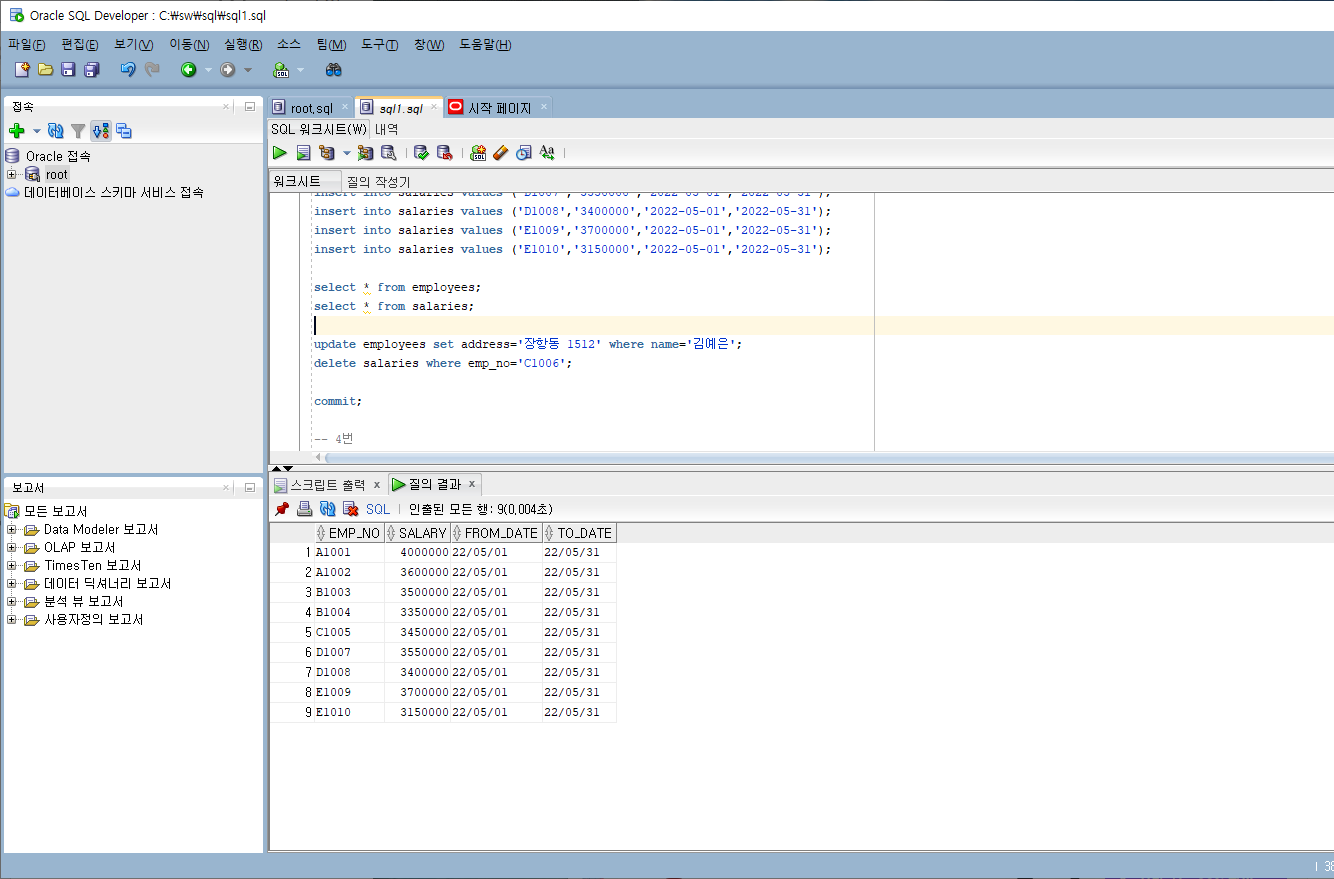 Oracle SQL Developer : C:₩sw₩sql₩sql1.sql
파일(F) 편집(E) 보기(V) 이동(N) 실행(R) 소스 팀(M) 도구(T) 창(W) 도움말(H)
접속
Oracle 접속
root
데이터베이스 스키마 서비스 접속
보고서
모든 보고서
Data Modeler 보고서
OLAP 보고서
TimesTen 보고서
데이터 딕셔너리 보고서
분석 뷰 보고서
사용자정의 보고서
root.sql sql1.sql 시작 페이지
SQL 워크시트(W) 내역
워크시트 질의 작성기
insert into salaries values ('D1007','3550000','2022-05-01','2022-05-31');
insert into salaries values ('D1008','3400000','2022-05-01','2022-05-31');
insert into salaries values ('E1009','3700000','2022-05-01','2022-05-31');
insert into salaries values ('E1010','3150000','2022-05-01','2022-05-31');
select * from employees;
select * from salaries;
update employees set address='장항동 1512' where name='김예은';
delete salaries where emp_no='C1006';
commit;
-- 4번
스크립트 출력 x 질의 결과 x
SQL | 인출된 모든 행: 9(0,004초)
EMP_NO SALARY FROM_DATE TO_DATE
1 A1001 4000000 22/05/01 22/05/31
2 A1002 3600000 22/05/01 22/05/31
3 B1003 3500000 22/05/01 22/05/31
4 B1004 3350000 22/05/01 22/05/31
5 C1005 3450000 22/05/01 22/05/31
6 D1007 3550000 22/05/01 22/05/31
7 D1008 3400000 22/05/01 22/05/31
8 E1009 3700000 22/05/01 22/05/31
9 E1010 3150000 22/05/01 22/05/31